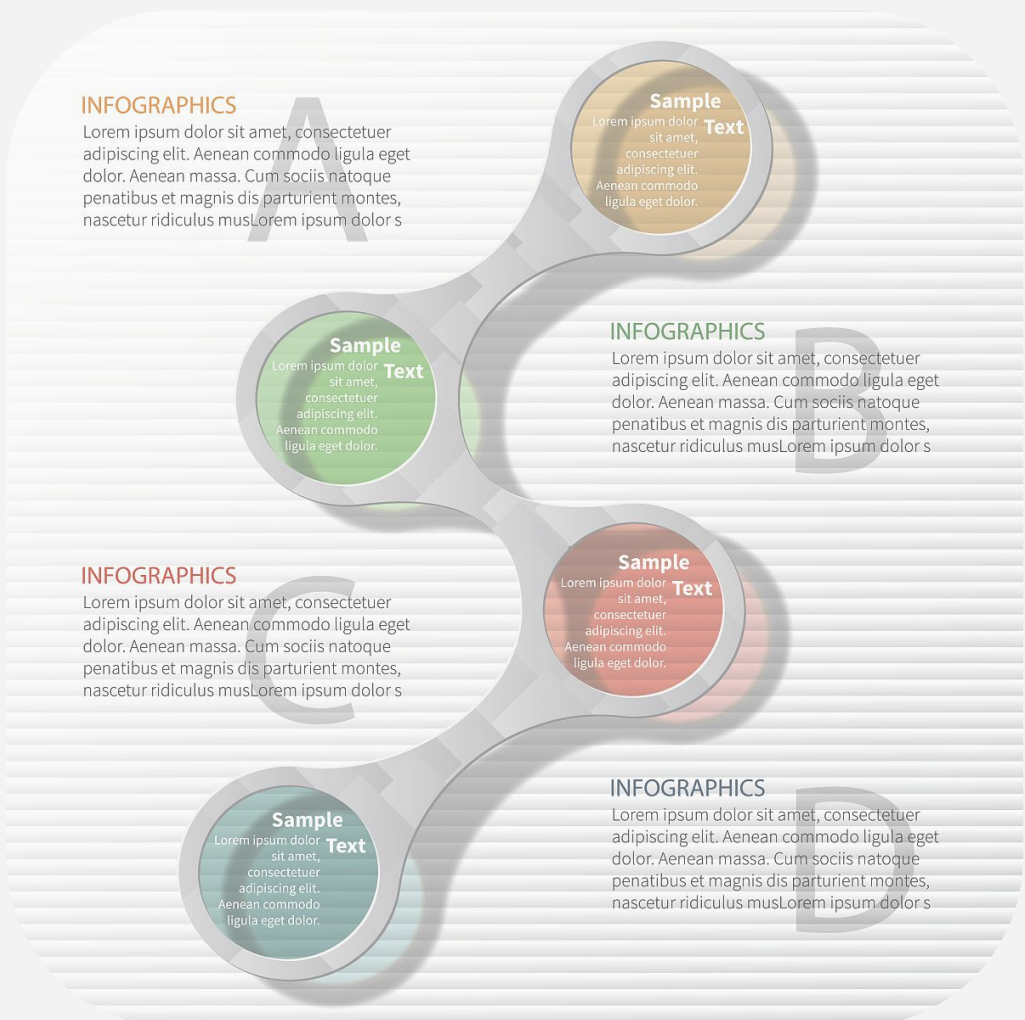 INFOGRAPHICS
A
Lorem ipsum dolor sit amet, consectetuer
adipiscing elit. Aenean commodo ligula eget
dolor. Aenean massa. Cum sociis natoque
penatibus et magnis dis parturient montes,
nascetur ridiculus musLorem ipsum dolor s
Sample
Text
Lorem ipsum dolor
sit amet,
consectetuer
adipiscing elit.
Aenean commodo
ligula eget dolor.
Sample
Text
Lorem ipsum dolor
sit amet,
consectetuer
adipiscing elit.
Aenean commodo
ligula eget dolor.
INFOGRAPHICS
B
Lorem ipsum dolor sit amet, consectetuer
adipiscing elit. Aenean commodo ligula eget
dolor. Aenean massa. Cum sociis natoque
penatibus et magnis dis parturient montes,
nascetur ridiculus musLorem ipsum dolor s
INFOGRAPHICS
C
Lorem ipsum dolor sit amet, consectetuer
adipiscing elit. Aenean commodo ligula eget
dolor. Aenean massa. Cum sociis natoque
penatibus et magnis dis parturient montes,
nascetur ridiculus musLorem ipsum dolor s
Sample
Text
Lorem ipsum dolor
sit amet,
consectetuer
adipiscing elit.
Aenean commodo
ligula eget dolor.
Sample
Text
Lorem ipsum dolor
sit amet,
consectetuer
adipiscing elit.
Aenean commodo
ligula eget dolor.
INFOGRAPHICS
D
Lorem ipsum dolor sit amet, consectetuer
adipiscing elit. Aenean commodo ligula eget
dolor. Aenean massa. Cum sociis natoque
penatibus et magnis dis parturient montes,
nascetur ridiculus musLorem ipsum dolor s